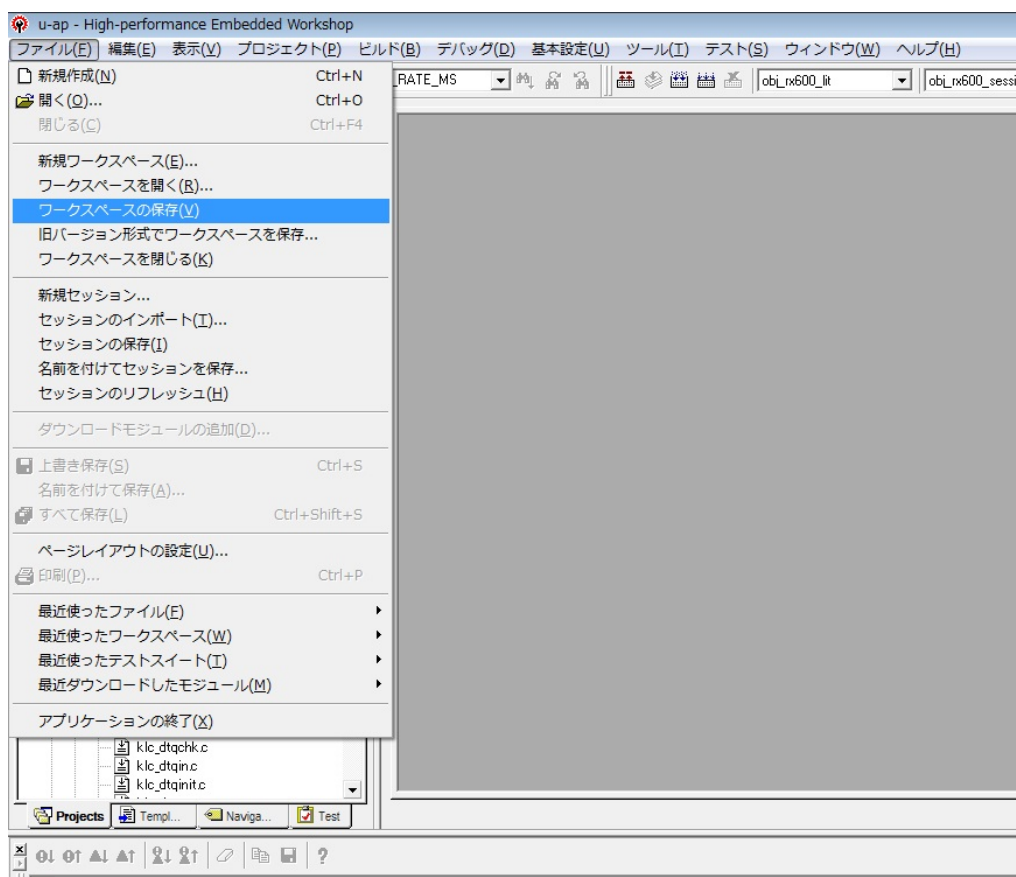 u-ap - High-performance Embedded Workshop
ファイル(F) 編集(E) 表示(V) プロジェクト(P) ビルド(B) デバッグ(D) 基本設定(U) ツール(T) テスト(S) ウィンドウ(W) ヘルプ(H)
新規作成(N) Ctrl+N
_RATE_MS obj_rx600_lit obj_rx600_sessi
開く(O)... Ctrl+O
閉じる(C) Ctrl+F4
新規ワークスペース(E)...
ワークスペースを開く(R)...
ワークスペースの保存(V)
旧バージョン形式でワークスペースを保存...
ワークスペースを閉じる(K)
新規セッション...
セッションのインポート(T)...
セッションの保存(I)
名前を付けてセッションを保存...
セッションのリフレッシュ(H)
ダウンロードモジュールの追加(D)...
上書き保存(S) Ctrl+S
名前を付けて保存(A)...
すべて保存(L) Ctrl+Shift+S
ページレイアウトの設定(U)...
印刷(P)... Ctrl+P
最近使ったファイル(F)
最近使ったワークスペース(W)
最近使ったテストスイート(T)
最近ダウンロードしたモジュール(M)
アプリケーションの終了(X)
klc_dtqchk.c
klc_dtqin.c
klc_dtqinit.c
Projects Templ... Naviga... Test